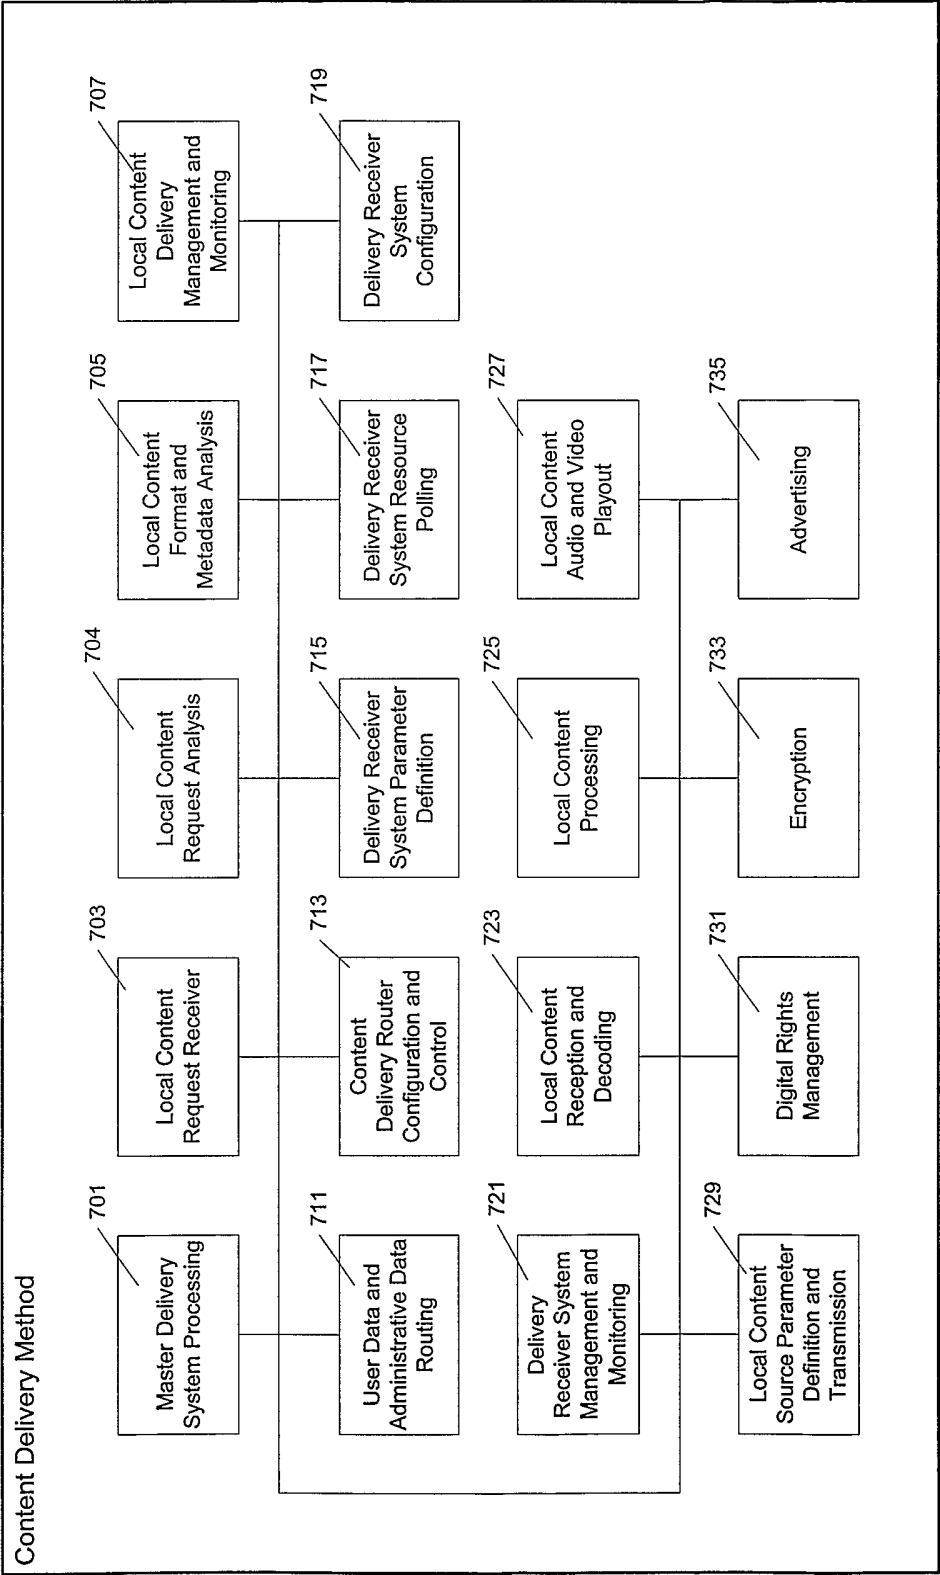 Content Delivery Method
701
Master Delivery
System Processing
703
Local Content
Request Receiver
704
Local Content
Request Analysis
705
Local Content
Format and
Metadata Analysis
707
Local Content
Delivery
Management and
Monitoring
711
User Data and
Administrative Data
Routing
713
Content
Delivery Router
Configuration and
Control
715
Delivery Receiver
System Parameter
Definition
717
Delivery Receiver
System Resource
Polling
719
Delivery Receiver
System
Configuration
721
Delivery
Receiver System
Management and
Monitoring
723
Local Content
Reception and
Decoding
725
Local Content
Processing
727
Local Content
Audio and Video
Playout
729
Local Content
Source Parameter
Definition and
Transmission
731
Digital Rights
Management
733
Encryption
735
Advertising